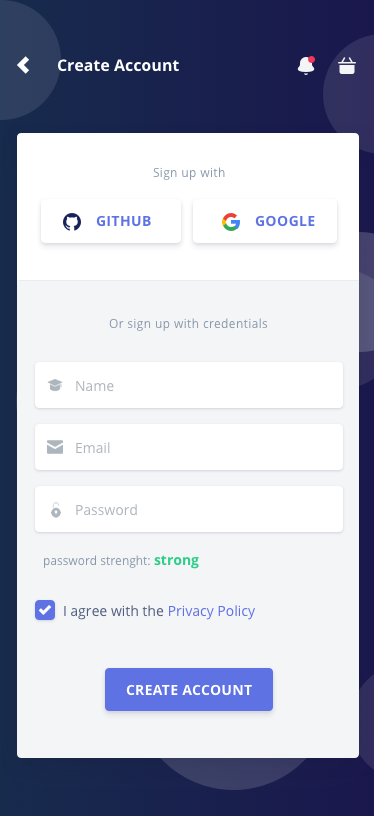 Create Account
Sign up with
GITHUB
GOOGLE
Or sign up with credentials
Name
Email
Password
password strenght: strong
I agree with the Privacy Policy
CREATE ACCOUNT